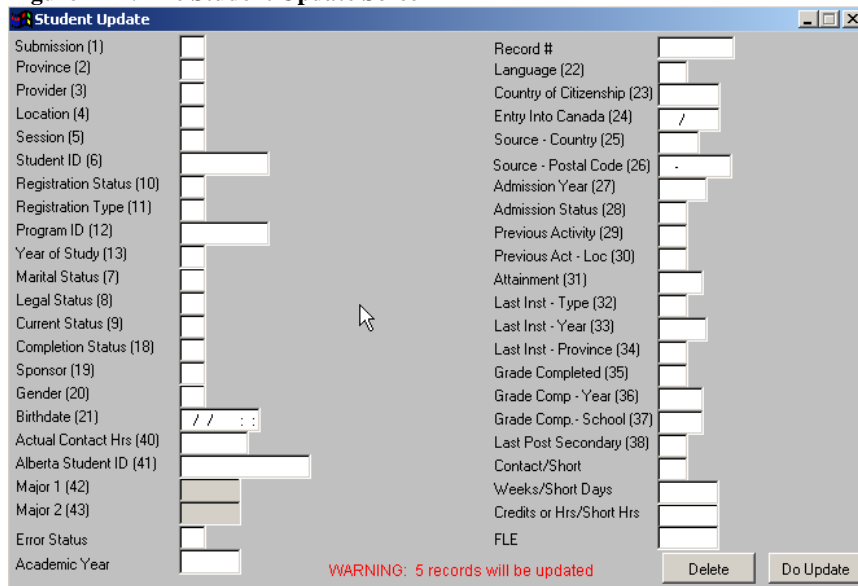 Student Update
Submission (1)
Province (2)
Provider (3)
Location (4)
Session (5)
Student ID (6)
Registration Status (10)
Registration Type (11)
Program ID (12)
Year of Study (13)
Marital Status (7)
Legal Status (8)
Current Status (9)
Completion Status (18)
Sponsor (19)
Gender (20)
Birthdate (21) / / : :
Actual Contact Hrs (40)
Alberta Student ID (41)
Major 1 (42)
Major 2 (43)
Error Status
Academic Year
Record #
Language (22)
Country of Citizenship (23)
Entry Into Canada (24) /
Source - Country (25)
Source - Postal Code (26) -
Admission Year (27)
Admission Status (28)
Previous Activity (29)
Previous Act - Loc (30)
Attainment (31)
Last Inst - Type (32)
Last Inst - Year (33)
Last Inst - Province (34)
Grade Completed (35)
Grade Comp - Year (36)
Grade Comp.- School (37)
Last Post Secondary (38)
Contact/Short
Weeks/Short Days
Credits or Hrs/Short Hrs
FLE
WARNING: 5 records will be updated
Delete
Do Update